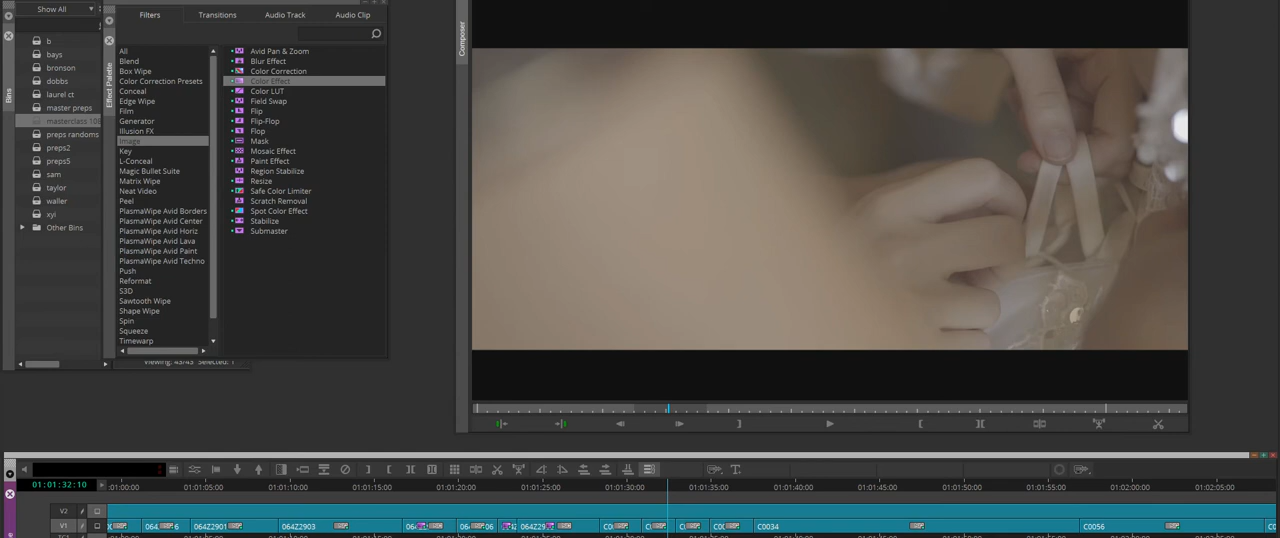 Show All
Filters
Transitions
Audio Track
Audio Clip
Bins
b
bays
bronson
dobbs
laurel ct
master preps
masterclass 108
preps randoms
preps2
preps5
sam
taylor
waller
xyi
Other Bins
Effect Palette
All
Blend
Box Wipe
Color Correction Presets
Conceal
Edge Wipe
Film
Generator
Illusion FX
Image
Key
L-Conceal
Magic Bullet Suite
Matrix Wipe
Neat Video
Peel
PlasmaWipe Avid Borders
PlasmaWipe Avid Center
PlasmaWipe Avid Horiz
PlasmaWipe Avid Lava
PlasmaWipe Avid Paint
PlasmaWipe Avid Techno
Push
Reformat
S3D
Sawtooth Wipe
Shape Wipe
Spin
Squeeze
Timewarp
Avid Pan & Zoom
Blur Effect
Color Correction
Color Effect
Color LUT
Field Swap
Flip
Flip-Flop
Flop
Mask
Mosaic Effect
Paint Effect
Region Stabilize
Resize
Safe Color Limiter
Scratch Removal
Spot Color Effect
Stabilize
Submaster
Viewing: 43/43 Selected: 1
Composer
01:01:32:10
:01:00:00
01:01:05:00
01:01:10:00
01:01:15:00
01:01:20:00
01:01:25:00
01:01:30:00
01:01:35:00
01:01:40:00
01:01:45:00
01:01:50:00
01:01:55:00
01:02:00:00
01:02:05:00
V2
V1
064Z2901
064Z2903
C0034
C0056